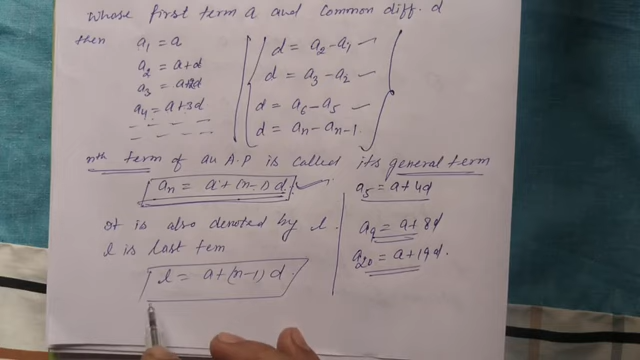 whose first term a and common diff. d
then
a₁ = a
a₂ = a+d
a₃ = a+2d
a₄ = a+3d
d = a₂-a₁
d = a₃-a₂
d = a₆-a₅
d = aₙ-aₙ-1
nth term of an A.P is called its general term
aₙ = a+(n-1)d
a₅ = a+4d
It is also denoted by l.
l is last tem
a₉ = a+8d
a₂₀ = a+19d.
l = a+(n-1)d